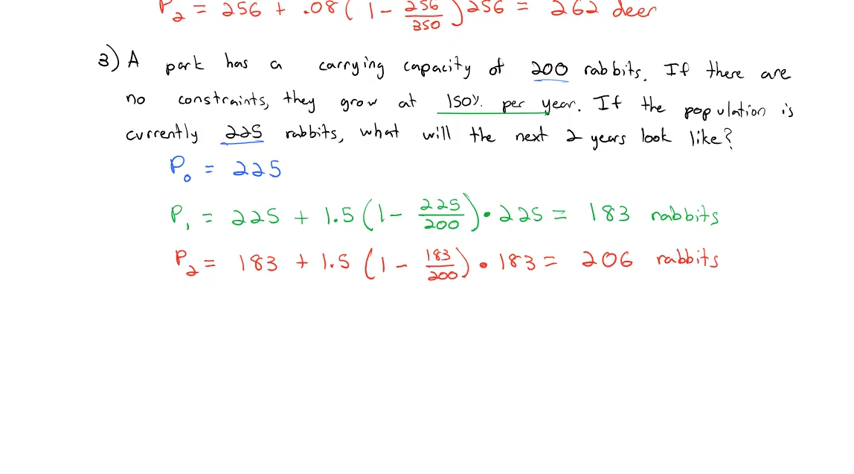 P₂ = 256 + .08 (1 - 256/350) 256 = 262 deer
3) A park has a carrying capacity of 200 rabbits. If there are
no constraints, they grow at 150% per year. If the population is
currently 225 rabbits, what will the next 2 years look like?
P₀ = 225
P₁ = 225 + 1.5 (1 - 225/200) • 225 = 183 rabbits
P₂ = 183 + 1.5 (1 - 183/200) • 183 = 206 rabbits